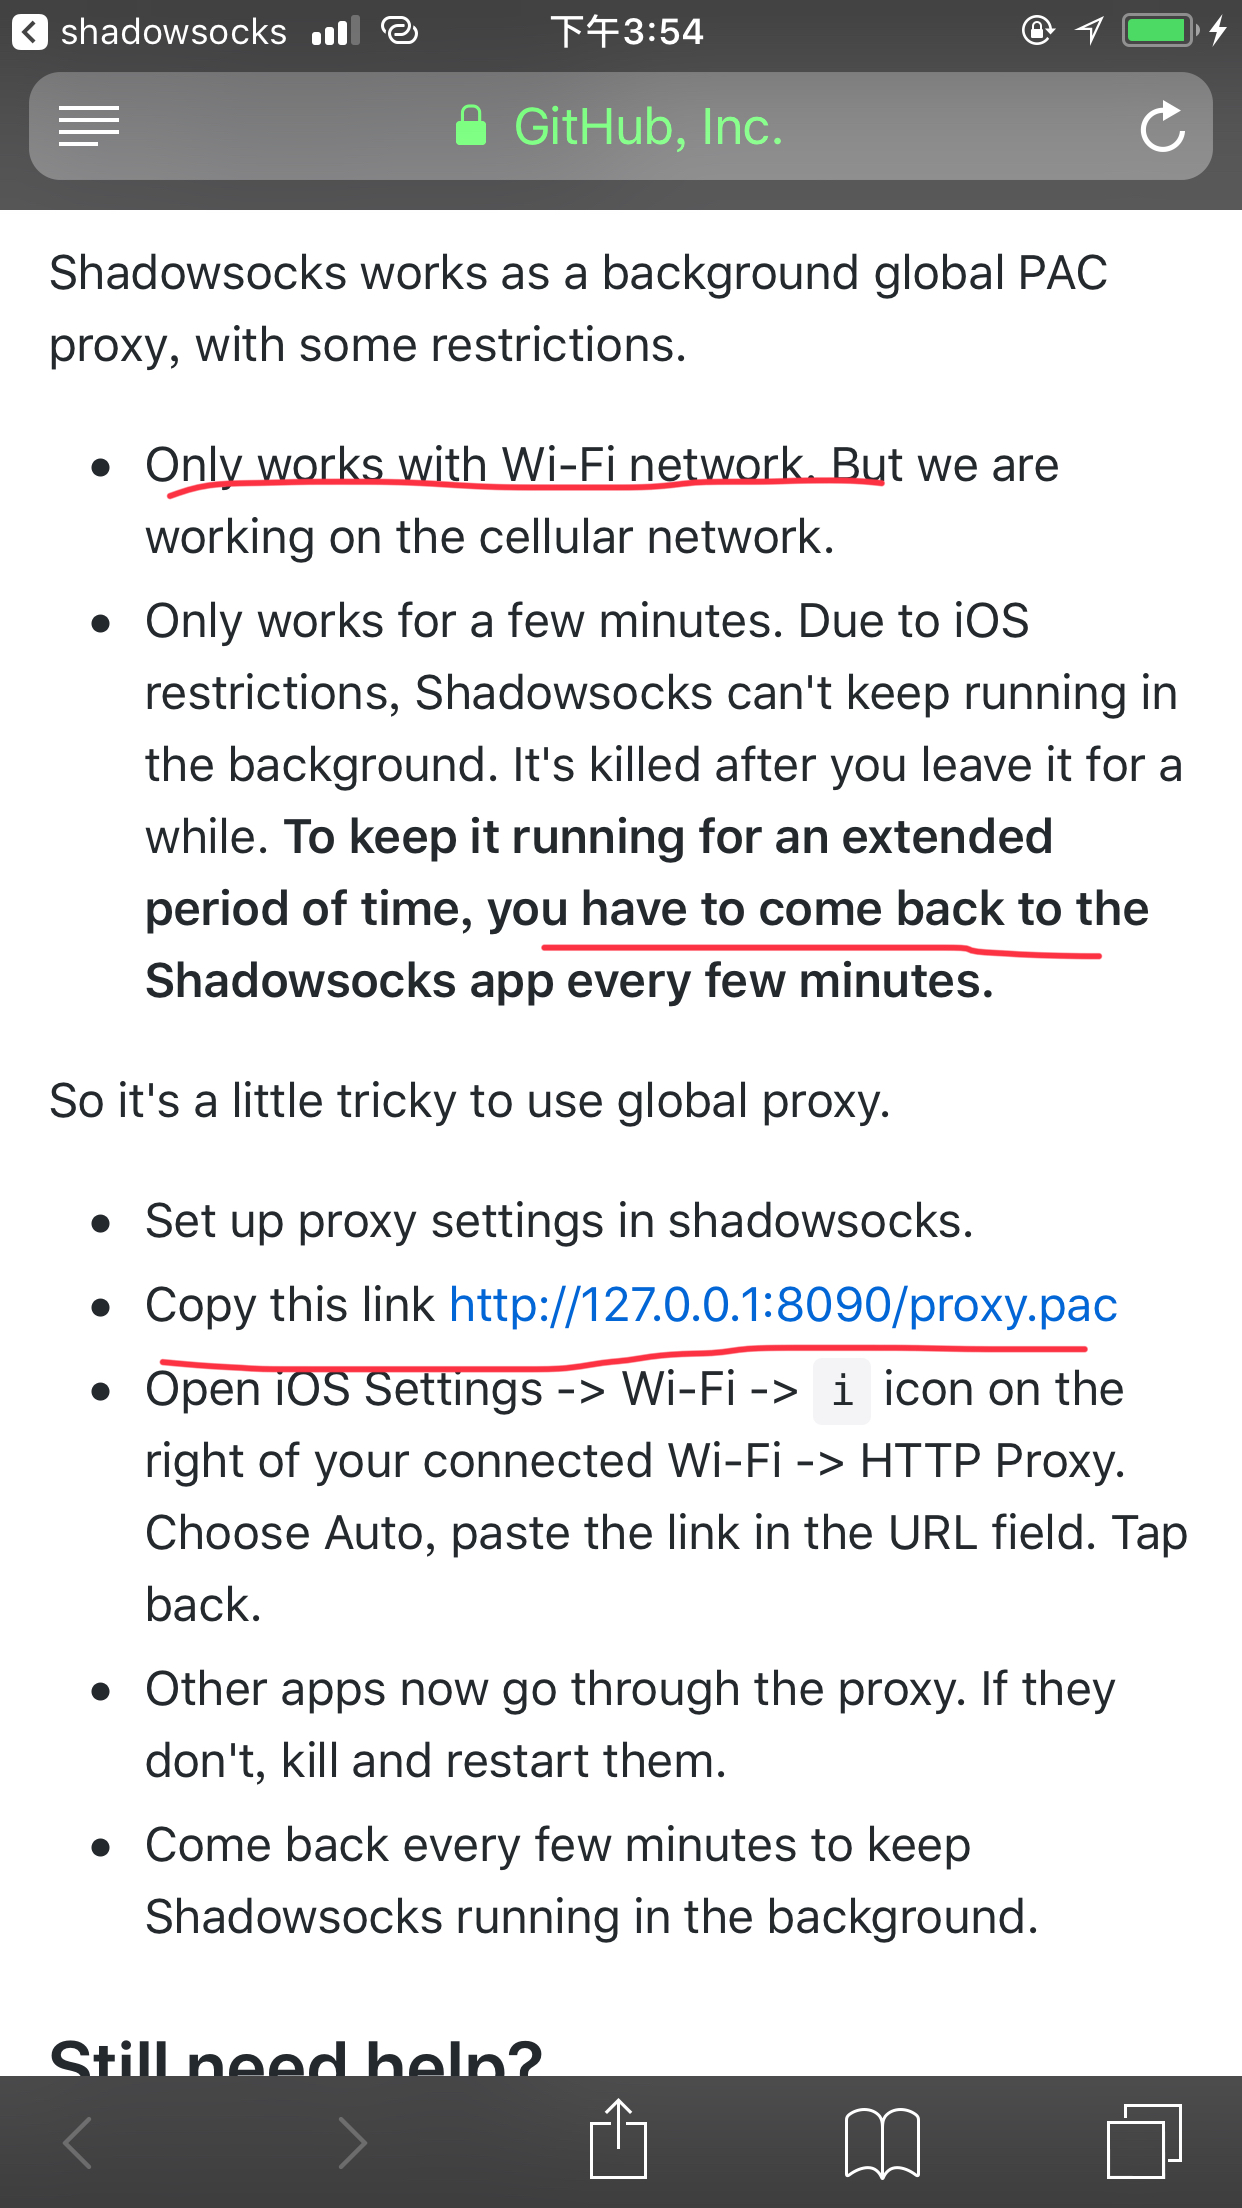 shadowsocks 下午3:54
GitHub, Inc.
Shadowsocks works as a background global PAC
proxy, with some restrictions.
• Only works with Wi-Fi network. But we are
working on the cellular network.
• Only works for a few minutes. Due to iOS
restrictions, Shadowsocks can't keep running in
the background. It's killed after you leave it for a
while. To keep it running for an extended
period of time, you have to come back to the
Shadowsocks app every few minutes.
So it's a little tricky to use global proxy.
• Set up proxy settings in shadowsocks.
• Copy this link http://127.0.0.1:8090/proxy.pac
• Open iOS Settings -> Wi-Fi -> i icon on the
right of your connected Wi-Fi -> HTTP Proxy.
Choose Auto, paste the link in the URL field. Tap
back.
• Other apps now go through the proxy. If they
don't, kill and restart them.
• Come back every few minutes to keep
Shadowsocks running in the background.
Still need help?